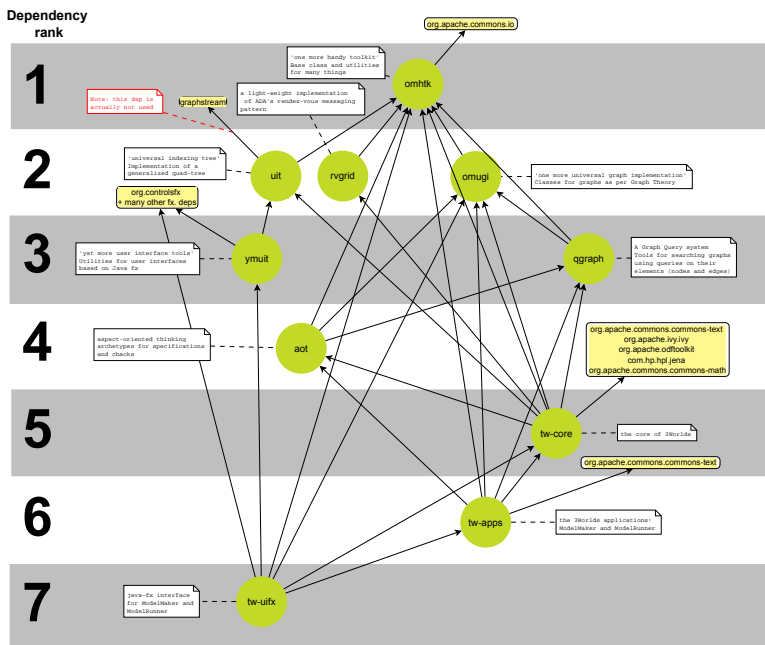 Dependency
rank
org.apache.commons.io
1
'one more handy toolkit'
Base class and utilities
for many things
omhtk
Note: this dep is
actually not used
graphstream
a light-weight implementation
of ADA's rendez-vous messaging
pattern
2
'universal indexing tree'
Implementation of a
generalized quad-tree
uit
rvgrid
omugi
'one more universal graph implementation'
Classes for graphs as per Graph Theory
org.controlsfx
+ many other fx. deps
3
'yet more user interface tools'
Utilities for user interfaces
based on Java fx
ymuit
qgraph
A Graph Query system
Tools for searching graphs
using queries on their
elements (nodes and edges)
4
aspect-oriented thinking
archetypes for specifications
and checks
aot
org.apache.commons.commons-text
org.apache.ivy.ivy
org.apache.odftoolkit
com.hp.hpl.jena
org.apache.commons.commons-math
5
tw-core
the core of 3Worlds
org.apache.commons.commons-text
6
tw-apps
the 3Worlds applications:
ModelMaker and ModelRunner
7
java-fx interface
for ModelMaker and
ModelRunner
tw-uifx